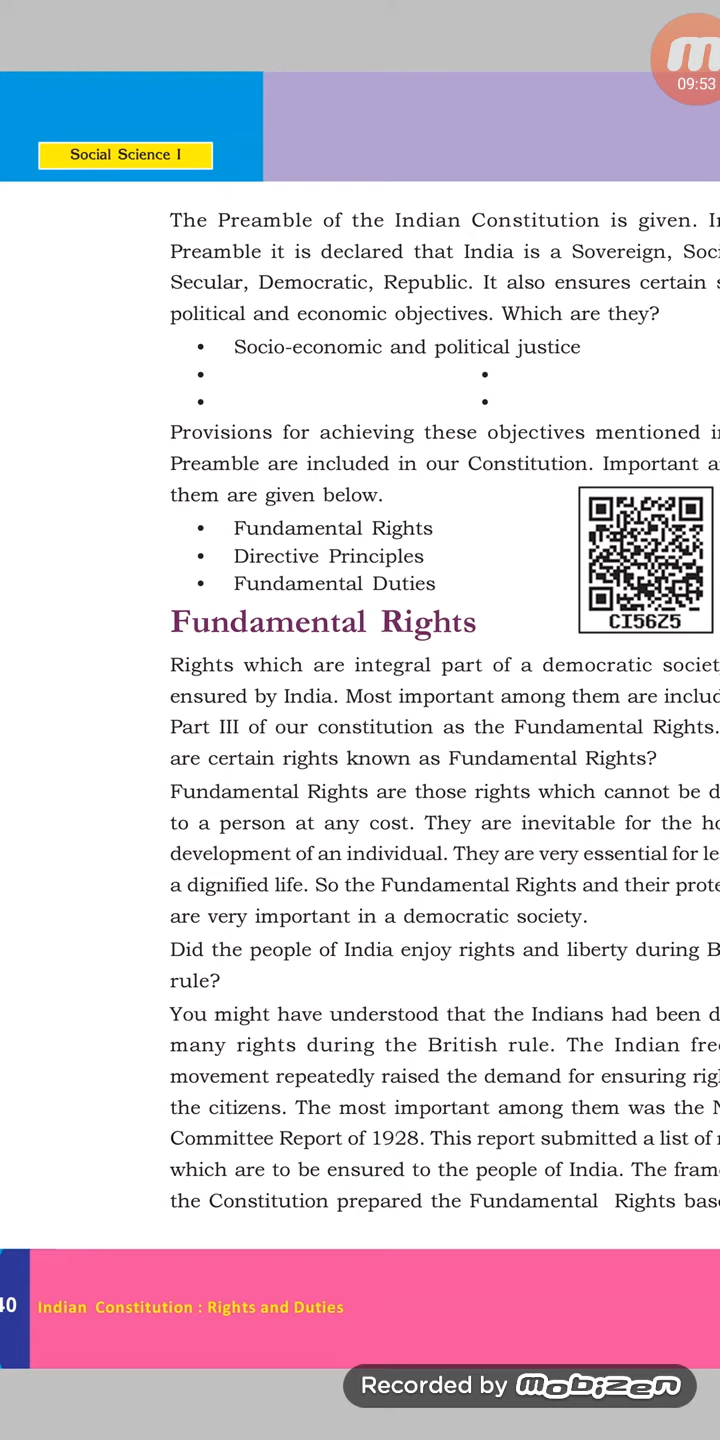 09:53
Social Science I
The Preamble of the Indian Constitution is given. In
Preamble it is declared that India is a Sovereign, Soci
Secular, Democratic, Republic. It also ensures certain s
political and economic objectives. Which are they?
• Socio-economic and political justice
• •
• •
Provisions for achieving these objectives mentioned in
Preamble are included in our Constitution. Important a
them are given below.
• Fundamental Rights
• Directive Principles
• Fundamental Duties
CI56Z5
Fundamental Rights
Rights which are integral part of a democratic society
ensured by India. Most important among them are includ
Part III of our constitution as the Fundamental Rights.
are certain rights known as Fundamental Rights?
Fundamental Rights are those rights which cannot be d
to a person at any cost. They are inevitable for the ho
development of an individual. They are very essential for le
a dignified life. So the Fundamental Rights and their prote
are very important in a democratic society.
Did the people of India enjoy rights and liberty during B
rule?
You might have understood that the Indians had been d
many rights during the British rule. The Indian free
movement repeatedly raised the demand for ensuring righ
the citizens. The most important among them was the N
Committee Report of 1928. This report submitted a list of r
which are to be ensured to the people of India. The frame
the Constitution prepared the Fundamental Rights base
40
Indian Constitution : Rights and Duties
Recorded by mobizen